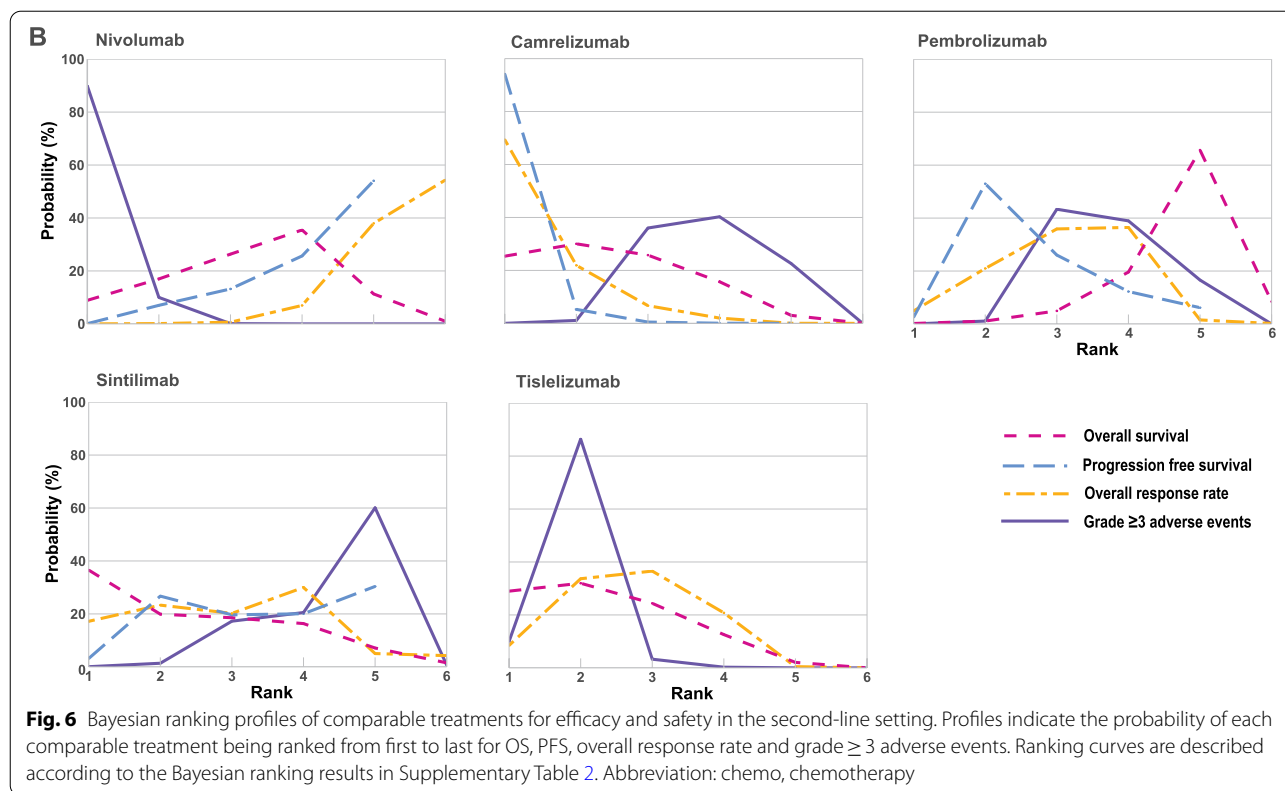 B
Nivolumab
Camrelizumab
Pembrolizumab
Probability (%)
100
80
60
40
20
0
1 2 3 4 5 6
Rank
Sintilimab
Tislelizumab
Probability (%)
100
80
60
40
20
0
1 2 3 4 5 6
Rank
1 2 3 4 5 6
Rank
Overall survival
Progression free survival
Overall response rate
Grade ≥3 adverse events
Fig. 6 Bayesian ranking profiles of comparable treatments for efficacy and safety in the second-line setting. Profiles indicate the probability of each
comparable treatment being ranked from first to last for OS, PFS, overall response rate and grade ≥ 3 adverse events. Ranking curves are described
according to the Bayesian ranking results in Supplementary Table 2. Abbreviation: chemo, chemotherapy